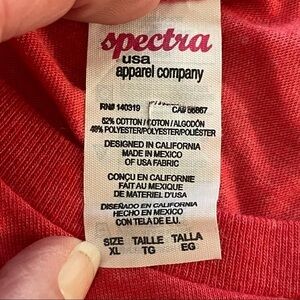 spectra
usa
apparel company
RN# 140319 CA# 56667
52% COTTON/COTON/ALGODÓN
48% POLYESTER/POLYESTER/POLIÉSTER
DESIGNED IN CALIFORNIA
MADE IN MEXICO
OF USA FABRIC
CONÇU EN CALIFORNIE
FAIT AU MEXIQUE
DE MATERIEL D'USA
DISEÑADO EN CALIFORNIA
HECHO EN MEXICO
CON TELA DE E.U.
SIZE TAILLE TALLA
XL TG EG